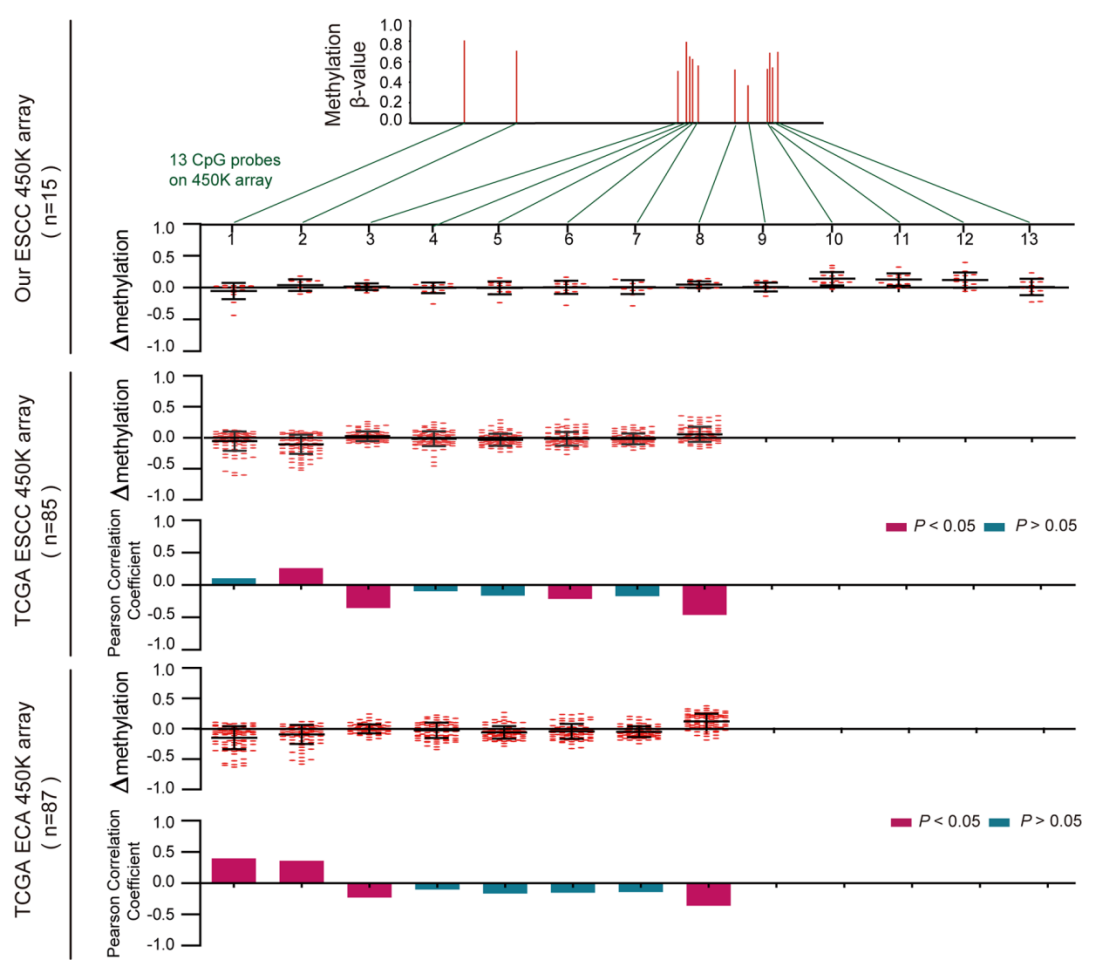 Our ESCC 450K array
( n=15)
Methylation
β-value
1.0
0.8
0.6
0.4
0.2
0.0
13 CpG probes
on 450K array
Δmethylation
1.0
0.5
0.0
-0.5
-1.0
1 2 3 4 5 6 7 8 9 10 11 12 13
TCGA ESCC 450K array
( n=85)
Δmethylation
1.0
0.5
0.0
-0.5
-1.0
Pearson Correlation
Coefficient
1.0
0.5
0.0
-0.5
-1.0
P < 0.05 P > 0.05
TCGA ECA 450K array
( n=87)
Δmethylation
1.0
0.5
0.0
-0.5
-1.0
Pearson Correlation
Coefficient
1.0
0.5
0.0
-0.5
-1.0
P < 0.05 P > 0.05